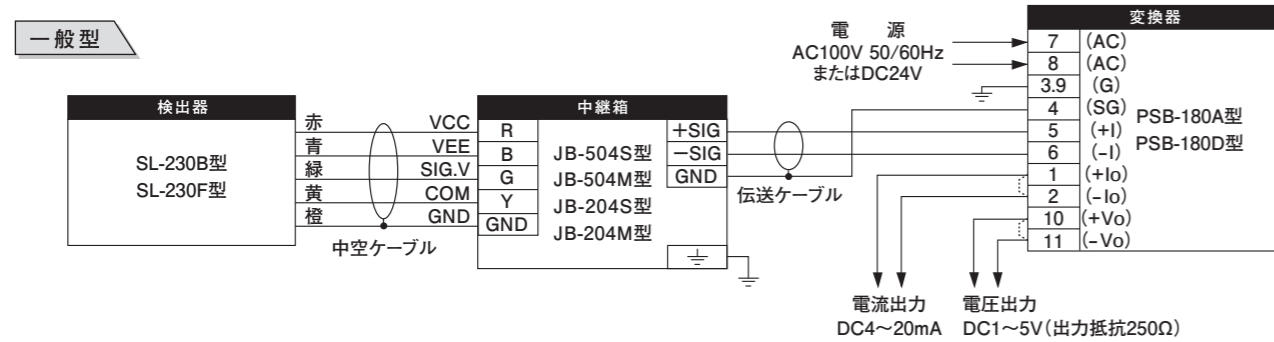 一般型
検出器
SL-230B型
SL-230F型
赤
青
緑
黄
橙
VCC
VEE
SIG.V
COM
GND
中空ケーブル
中継箱
R
B
G
Y
GND
JB-504S型
JB-504M型
JB-204S型
JB-204M型
+SIG
−SIG
GND
伝送ケーブル
電 源
AC100V 50/60Hz
またはDC24V
変換器
7 (AC)
8 (AC)
3.9 (G)
4 (SG)
5 (+I)
6 (-I)
1 (+Io)
2 (-Io)
10 (+Vo)
11 (-Vo)
PSB-180A型
PSB-180D型
電流出力
DC4〜20mA
電圧出力
DC1〜5V(出力抵抗250Ω)